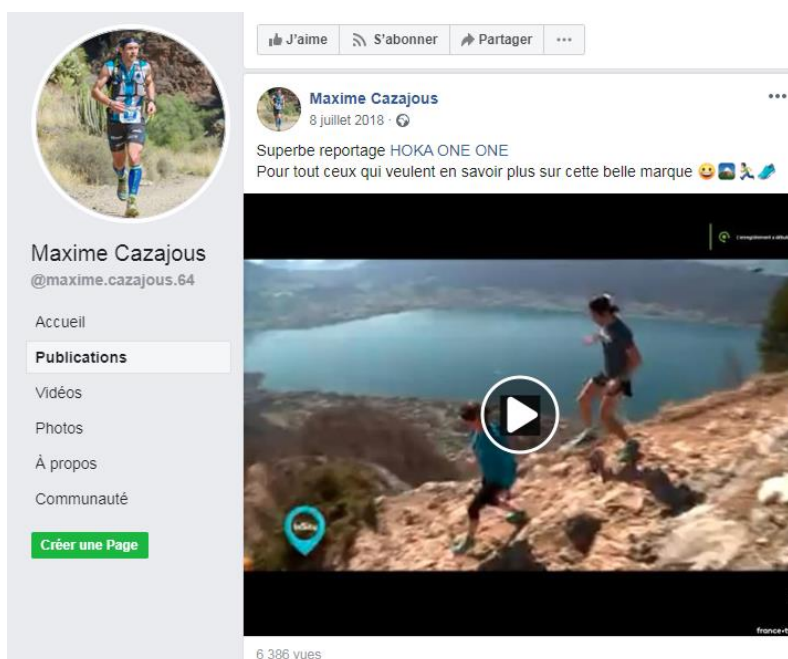 J'aime
S'abonner
Partager
Maxime Cazajous
8 juillet 2018
Superbe reportage HOKA ONE ONE
Pour tout ceux qui veulent en savoir plus sur cette belle marque
Maxime Cazajous
@maxime.cazajous.64
Accueil
Publications
Vidéos
Photos
À propos
Communauté
Créer une Page
france•t
6 386 vues